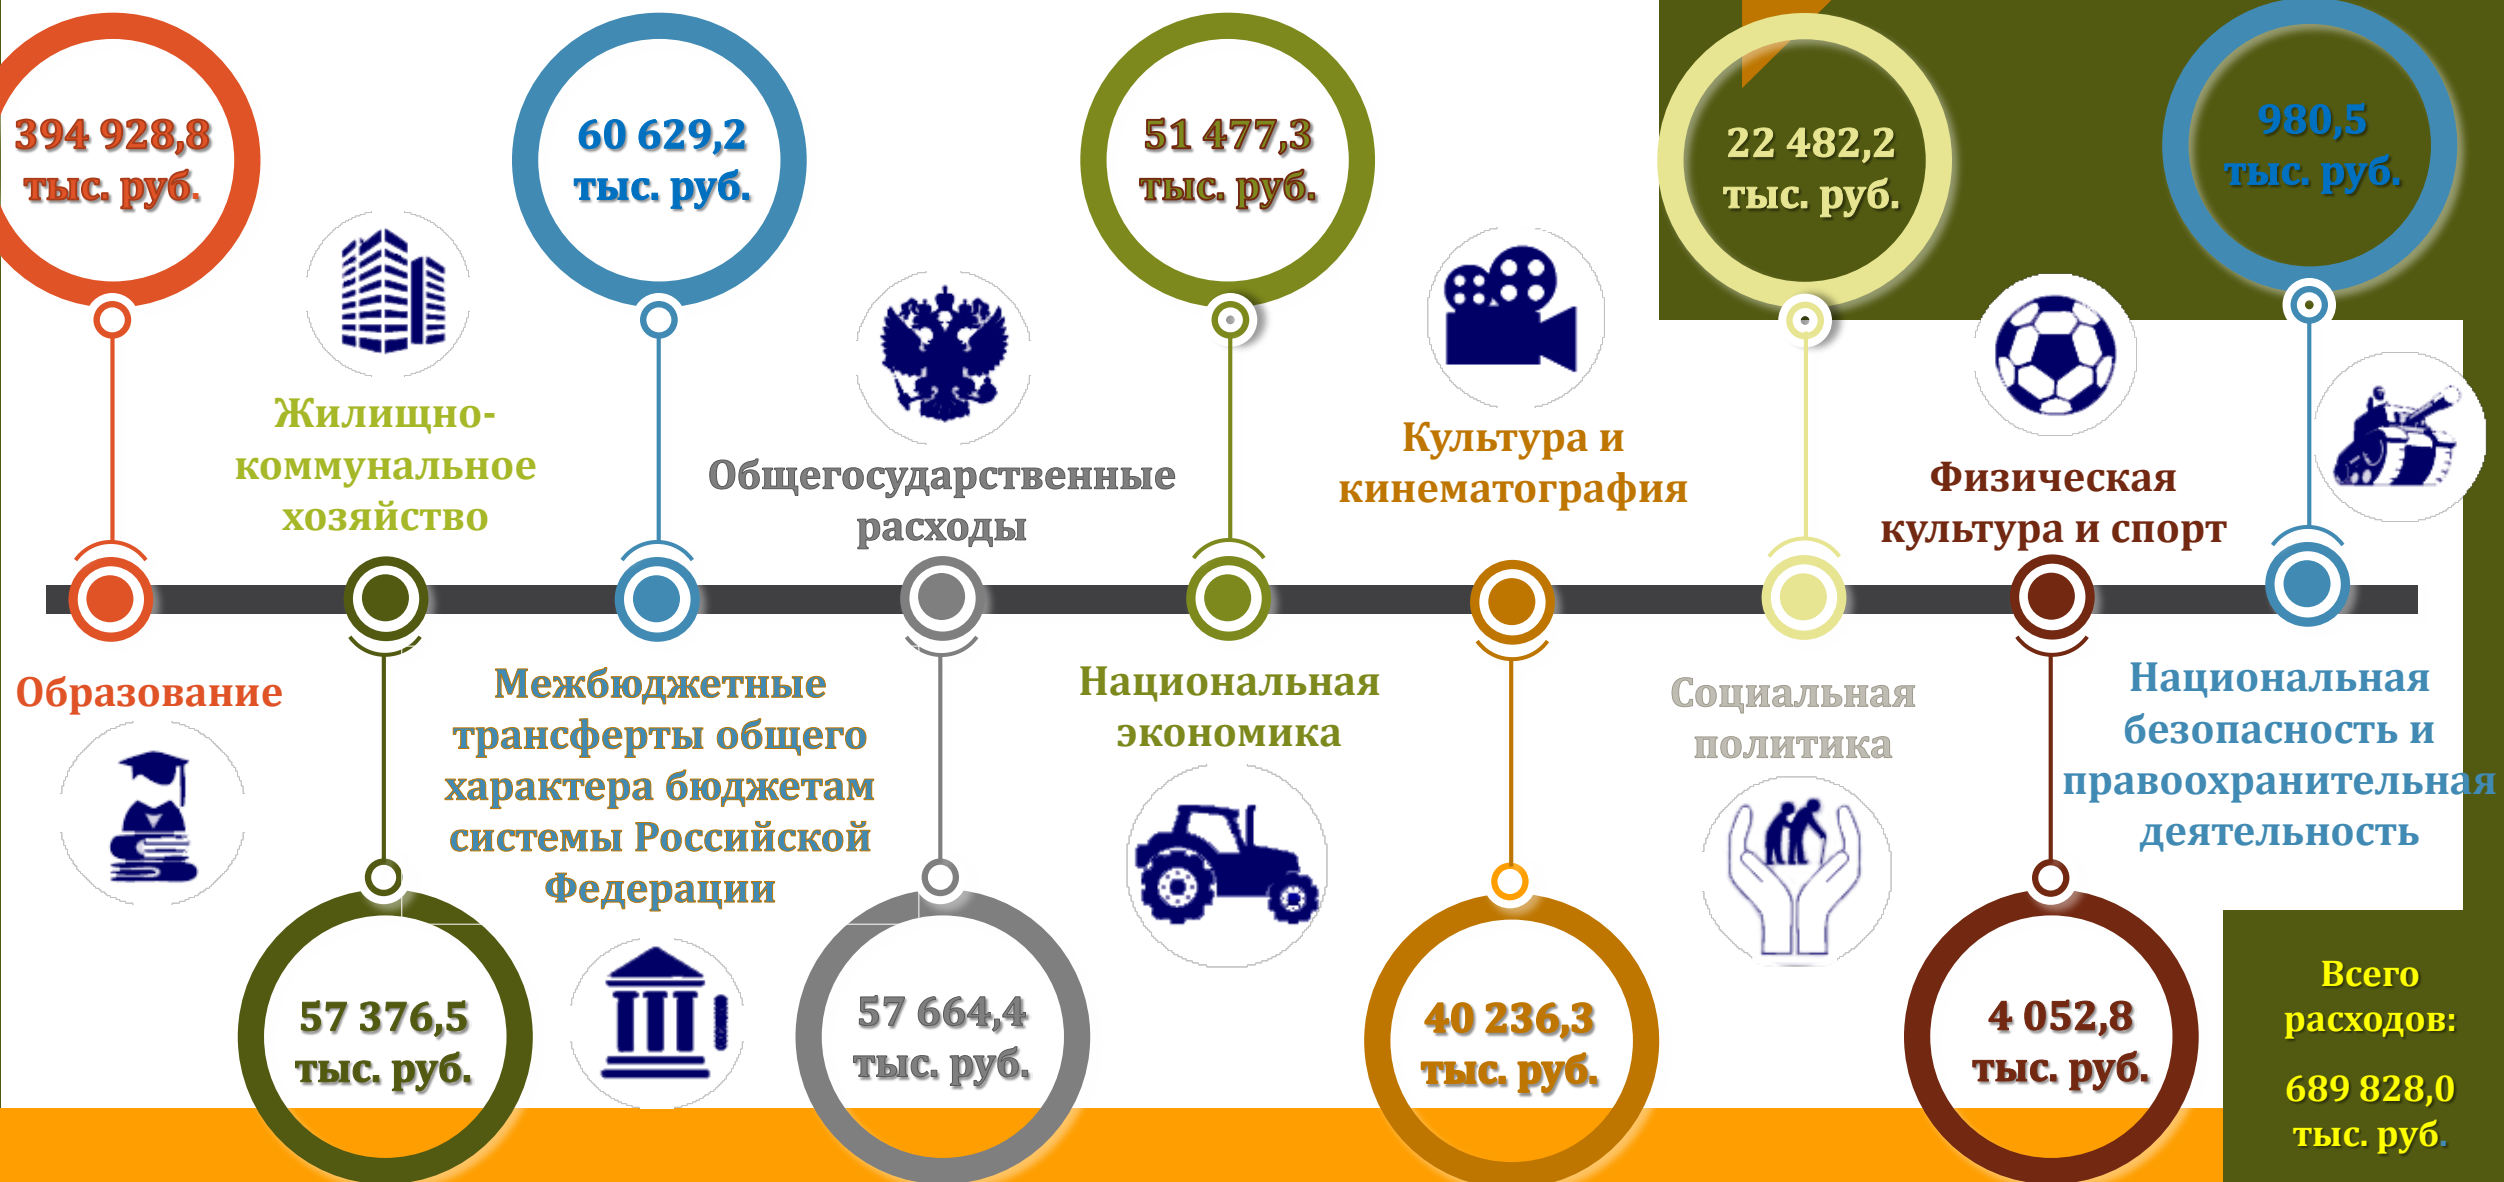 394 928,8
тыс. руб.
60 629,2
тыс. руб.
51 477,3
тыс. руб.
22 482,2
тыс. руб.
980,5
тыс. руб.
Жилищно-
коммунальное
хозяйство
Общегосударственные
расходы
Культура и
кинематография
Физическая
культура и спорт
Образование
Межбюджетные
трансферты общего
характера бюджетам
системы Российской
Федерации
Национальная
экономика
Социальная
политика
Национальная
безопасность и
правоохранительная
деятельность
57 376,5
тыс. руб.
57 664,4
тыс. руб.
40 236,3
тыс. руб.
4 052,8
тыс. руб.
Всего
расходов:
689 828,0
тыс. руб.